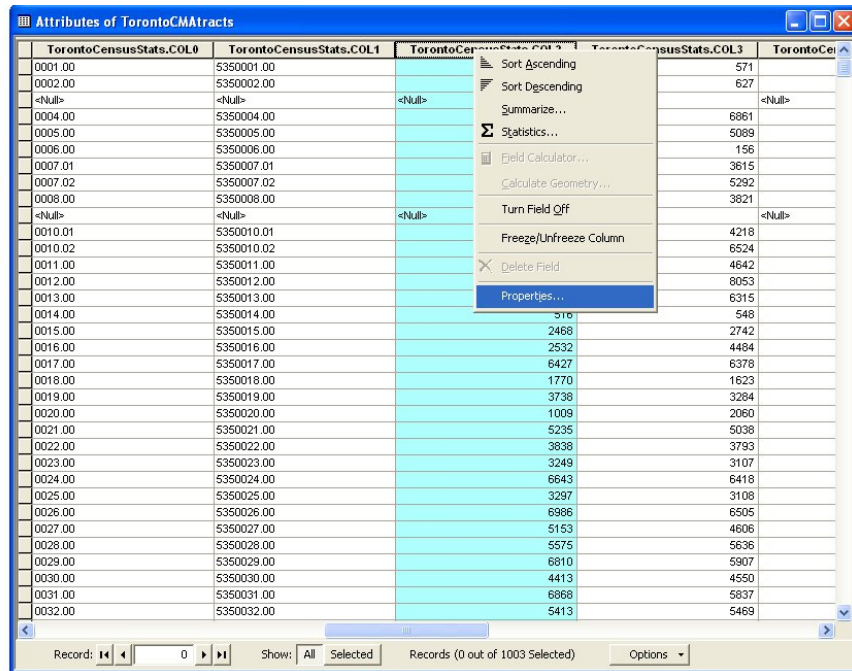 Attributes of TorontoCMAtracts
TorontoCensusStats.COL0 TorontoCensusStats.COL1 TorontoCensusStats.COL2 TorontoCensusStats.COL3 TorontoCe
0001.00 5350001.00 571
0002.00 5350002.00 627
<Null> <Null> <Null> <Null>
0004.00 5350004.00 6861
0005.00 5350005.00 5089
0006.00 5350006.00 156
0007.01 5350007.01 3615
0007.02 5350007.02 5292
0008.00 5350008.00 3821
<Null> <Null> <Null> <Null>
0010.01 5350010.01 4218
0010.02 5350010.02 6524
0011.00 5350011.00 4642
0012.00 5350012.00 8053
0013.00 5350013.00 6315
0014.00 5350014.00 516 548
0015.00 5350015.00 2468 2742
0016.00 5350016.00 2532 4484
0017.00 5350017.00 6427 6378
0018.00 5350018.00 1770 1623
0019.00 5350019.00 3738 3284
0020.00 5350020.00 1009 2060
0021.00 5350021.00 5235 5038
0022.00 5350022.00 3838 3793
0023.00 5350023.00 3249 3107
0024.00 5350024.00 6643 6418
0025.00 5350025.00 3297 3108
0026.00 5350026.00 6986 6505
0027.00 5350027.00 5153 4606
0028.00 5350028.00 5575 5636
0029.00 5350029.00 6810 5907
0030.00 5350030.00 4413 4550
0031.00 5350031.00 6868 5837
0032.00 5350032.00 5413 5469
Sort Ascending
Sort Descending
Summarize...
Σ Statistics...
Field Calculator...
Calculate Geometry...
Turn Field Off
Freeze/Unfreeze Column
Delete Field
Properties...
Record: 0 Show: All Selected Records (0 out of 1003 Selected) Options